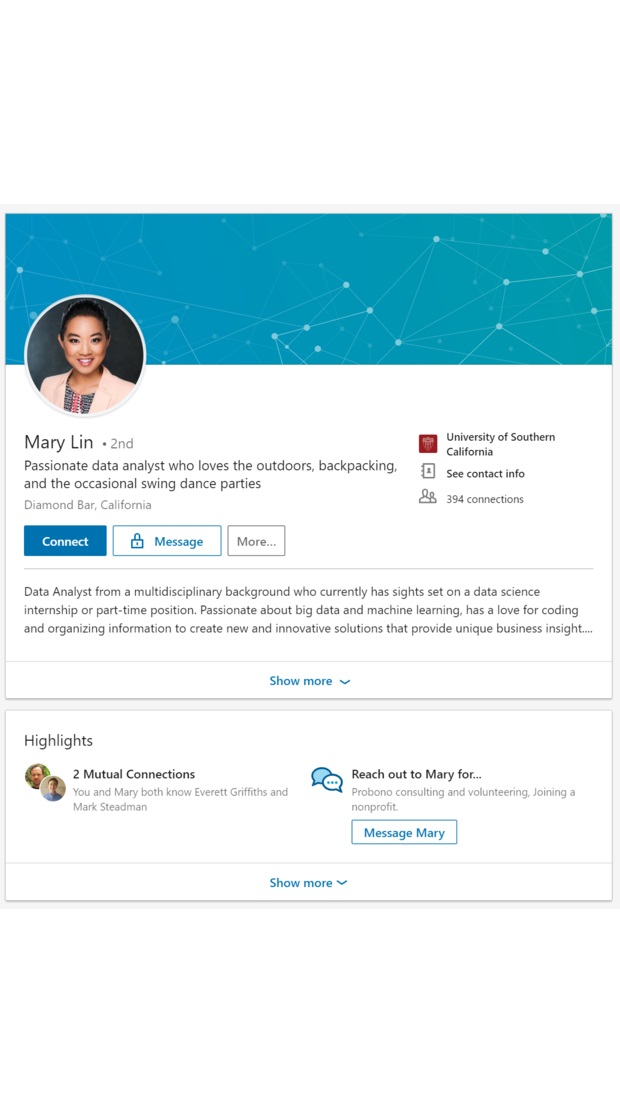 Mary Lin • 2nd
Passionate data analyst who loves the outdoors, backpacking,
and the occasional swing dance parties
Diamond Bar, California
University of Southern
California
See contact info
394 connections
Connect
Message
More...
Data Analyst from a multidisciplinary background who currently has sights set on a data science
internship or part-time position. Passionate about big data and machine learning, has a love for coding
and organizing information to create new and innovative solutions that provide unique business insight....
Show more
Highlights
2 Mutual Connections
You and Mary both know Everett Griffiths and
Mark Steadman
Reach out to Mary for...
Probono consulting and volunteering, Joining a
nonprofit.
Message Mary
Show more